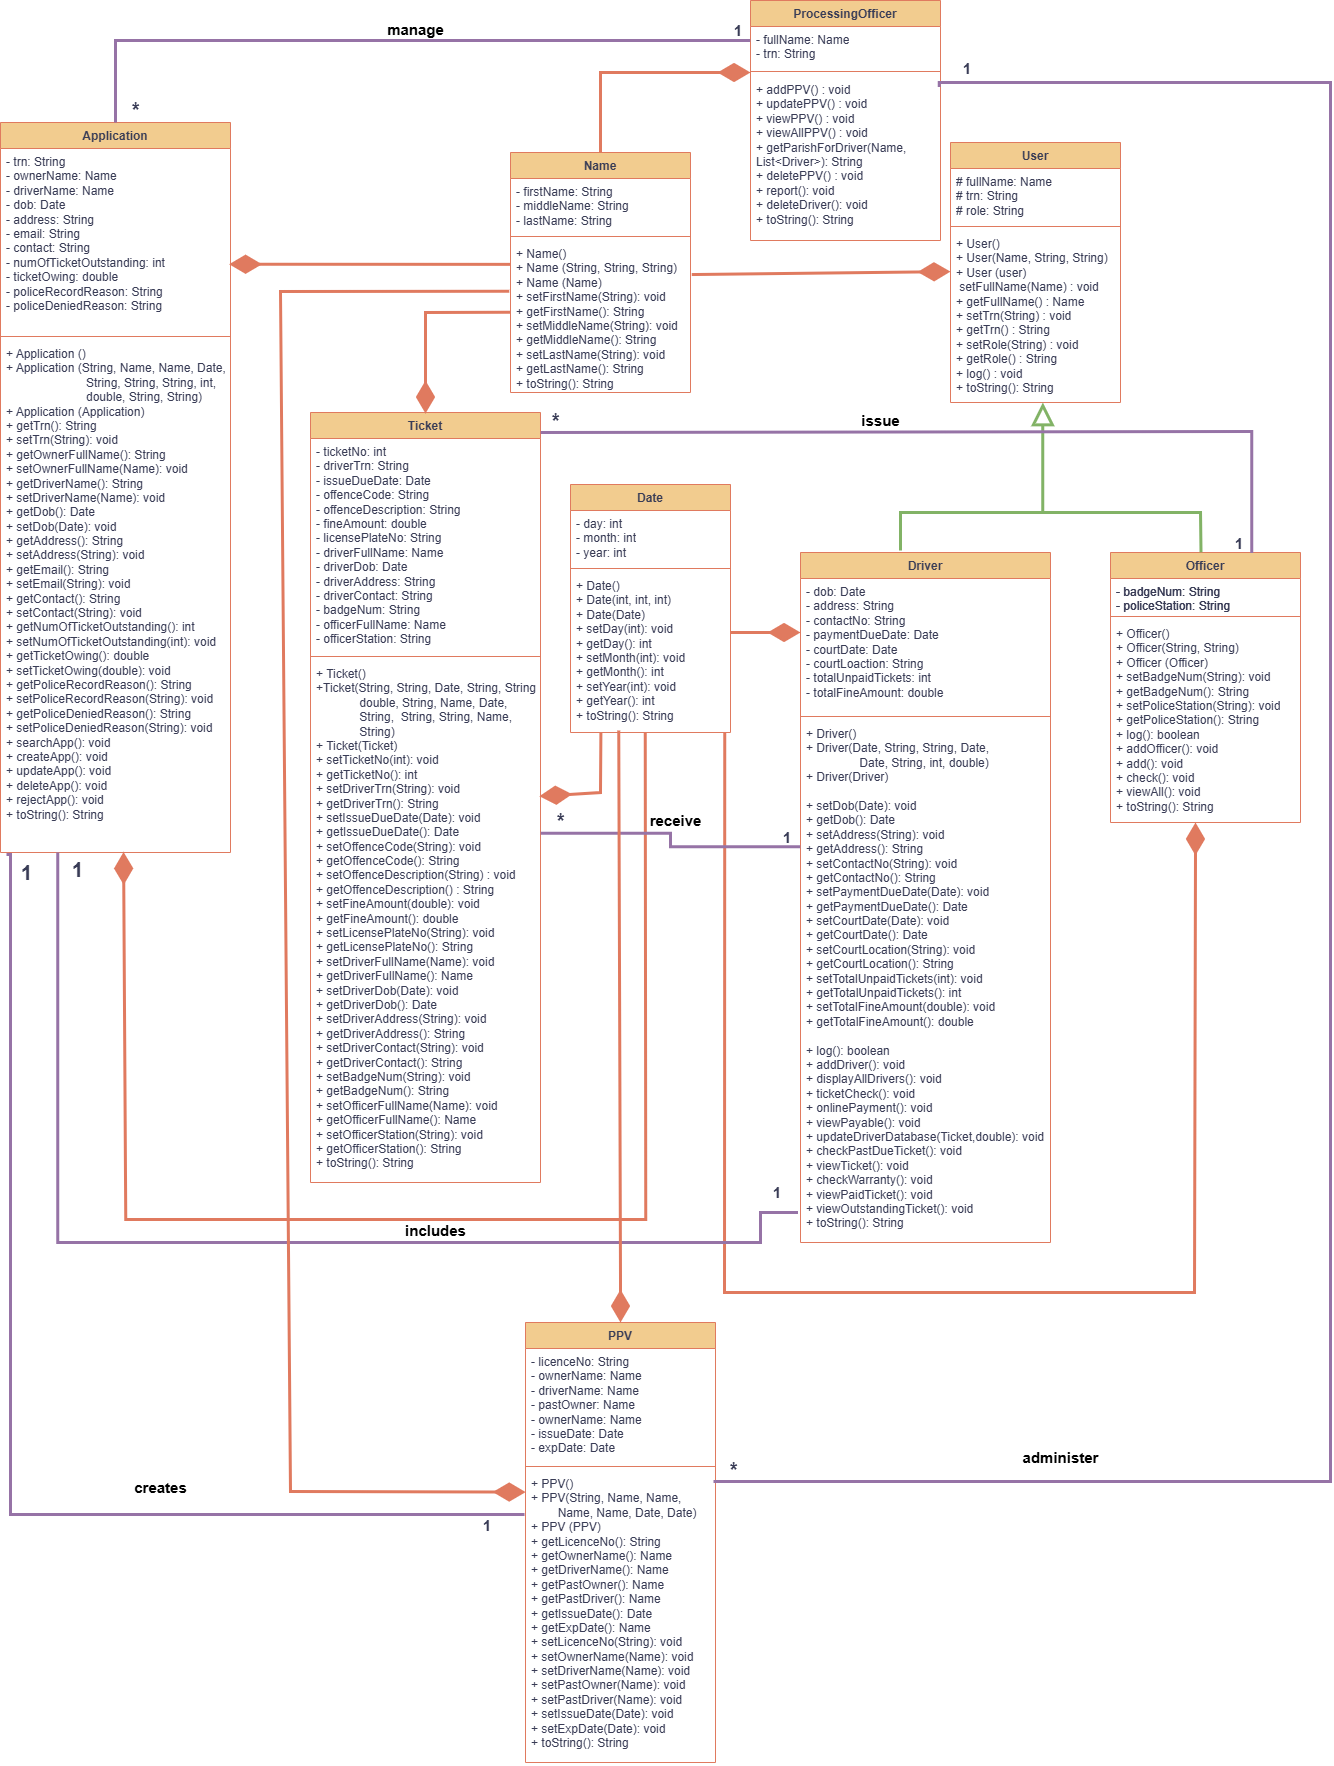 ProcessingOfficer
- fullName: Name
- trn: String
+ addPPV() : void
+ updatePPV() : void
+ viewPPV() : void
+ viewAllPPV() : void
+ getParishForDriver(Name,
List<Driver>): String
+ deletePPV() : void
+ report(): void
+ deleteDriver(): void
+ toString(): String
manage
1
*
1
Application
- trn: String
- ownerName: Name
- driverName: Name
- dob: Date
- address: String
- email: String
- contact: String
- numOfTicketOutstanding: int
- ticketOwing: double
- policeRecordReason: String
- policeDeniedReason: String
+ Application ()
+ Application (String, Name, Name, Date,
String, String, String, int,
double, String, String)
+ Application (Application)
+ getTrn(): String
+ setTrn(String): void
+ getOwnerFullName(): String
+ setOwnerFullName(Name): void
+ getDriverName(): String
+ setDriverName(Name): void
+ getDob(): Date
+ setDob(Date): void
+ getAddress(): String
+ setAddress(String): void
+ getEmail(): String
+ setEmail(String): void
+ getContact(): String
+ setContact(String): void
+ getNumOfTicketOutstanding(): int
+ setNumOfTicketOutstanding(int): void
+ getTicketOwing(): double
+ setTicketOwing(double): void
+ getPoliceRecordReason(): String
+ setPoliceRecordReason(String): void
+ getPoliceDeniedReason(): String
+ setPoliceDeniedReason(String): void
+ searchApp(): void
+ createApp(): void
+ updateApp(): void
+ deleteApp(): void
+ rejectApp(): void
+ toString(): String
Name
- firstName: String
- middleName: String
- lastName: String
+ Name()
+ Name (String, String, String)
+ Name (Name)
+ setFirstName(String): void
+ getFirstName(): String
+ setMiddleName(String): void
+ getMiddleName(): String
+ setLastName(String): void
+ getLastName(): String
+ toString(): String
User
# fullName: Name
# trn: String
# role: String
+ User()
+ User(Name, String, String)
+ User (user)
setFullName(Name) : void
+ getFullName() : Name
+ setTrn(String) : void
+ getTrn() : String
+ setRole(String) : void
+ getRole() : String
+ log() : void
+ toString(): String
*
issue
1
Ticket
- ticketNo: int
- driverTrn: String
- issueDueDate: Date
- offenceCode: String
- offenceDescription: String
- fineAmount: double
- licensePlateNo: String
- driverFullName: Name
- driverDob: Date
- driverAddress: String
- driverContact: String
- badgeNum: String
- officerFullName: Name
- officerStation: String
+ Ticket()
+Ticket(String, String, Date, String, String
double, String, Name, Date,
String,  String, String, Name,
String)
+ Ticket(Ticket)
+ setTicketNo(int): void
+ getTicketNo(): int
+ setDriverTrn(String): void
+ getDriverTrn(): String
+ setIssueDueDate(Date): void
+ getIssueDueDate(): Date
+ setOffenceCode(String): void
+ getOffenceCode(): String
+ setOffenceDescription(String) : void
+ getOffenceDescription() : String
+ setFineAmount(double): void
+ getFineAmount(): double
+ setLicensePlateNo(String): void
+ getLicensePlateNo(): String
+ setDriverFullName(Name): void
+ getDriverFullName(): Name
+ setDriverDob(Date): void
+ getDriverDob(): Date
+ setDriverAddress(String): void
+ getDriverAddress(): String
+ setDriverContact(String): void
+ getDriverContact(): String
+ setBadgeNum(String): void
+ getBadgeNum(): String
+ setOfficerFullName(Name): void
+ getOfficerFullName(): Name
+ setOfficerStation(String): void
+ getOfficerStation(): String
+ toString(): String
Date
- day: int
- month: int
- year: int
+ Date()
+ Date(int, int, int)
+ Date(Date)
+ setDay(int): void
+ getDay(): int
+ setMonth(int): void
+ getMonth(): int
+ setYear(int): void
+ getYear(): int
+ toString(): String
Driver
- dob: Date
- address: String
- contactNo: String
- paymentDueDate: Date
- courtDate: Date
- courtLoaction: String
- totalUnpaidTickets: int
- totalFineAmount: double
+ Driver()
+ Driver(Date, String, String, Date,
Date, String, int, double)
+ Driver(Driver)
+ setDob(Date): void
+ getDob(): Date
+ setAddress(String): void
+ getAddress(): String
+ setContactNo(String): void
+ getContactNo(): String
+ setPaymentDueDate(Date): void
+ getPaymentDueDate(): Date
+ setCourtDate(Date): void
+ getCourtDate(): Date
+ setCourtLocation(String): void
+ getCourtLocation(): String
+ setTotalUnpaidTickets(int): void
+ getTotalUnpaidTickets(): int
+ setTotalFineAmount(double): void
+ getTotalFineAmount(): double
+ log(): boolean
+ addDriver(): void
+ displayAllDrivers(): void
+ ticketCheck(): void
+ onlinePayment(): void
+ viewPayable(): void
+ updateDriverDatabase(Ticket,double): void
+ checkPastDueTicket(): void
+ viewTicket(): void
+ checkWarranty(): void
+ viewPaidTicket(): void
+ viewOutstandingTicket(): void
+ toString(): String
Officer
- badgeNum: String
- policeStation: String
+ Officer()
+ Officer(String, String)
+ Officer (Officer)
+ setBadgeNum(String): void
+ getBadgeNum(): String
+ setPoliceStation(String): void
+ getPoliceStation(): String
+ log(): boolean
+ addOfficer(): void
+ add(): void
+ check(): void
+ viewAll(): void
+ toString(): String
*
receive
1
1
1
1
includes
PPV
- licenceNo: String
- ownerName: Name
- driverName: Name
- pastOwner: Name
- ownerName: Name
- issueDate: Date
- expDate: Date
+ PPV()
+ PPV(String, Name, Name,
Name, Name, Date, Date)
+ PPV (PPV)
+ getLicenceNo(): String
+ getOwnerName(): Name
+ getDriverName(): Name
+ getPastOwner(): Name
+ getPastDriver(): Name
+ getIssueDate(): Date
+ getExpDate(): Name
+ setLicenceNo(String): void
+ setOwnerName(Name): void
+ setDriverName(Name): void
+ setPastOwner(Name): void
+ setPastDriver(Name): void
+ setIssueDate(Date): void
+ setExpDate(Date): void
+ toString(): String
*
administer
creates
1